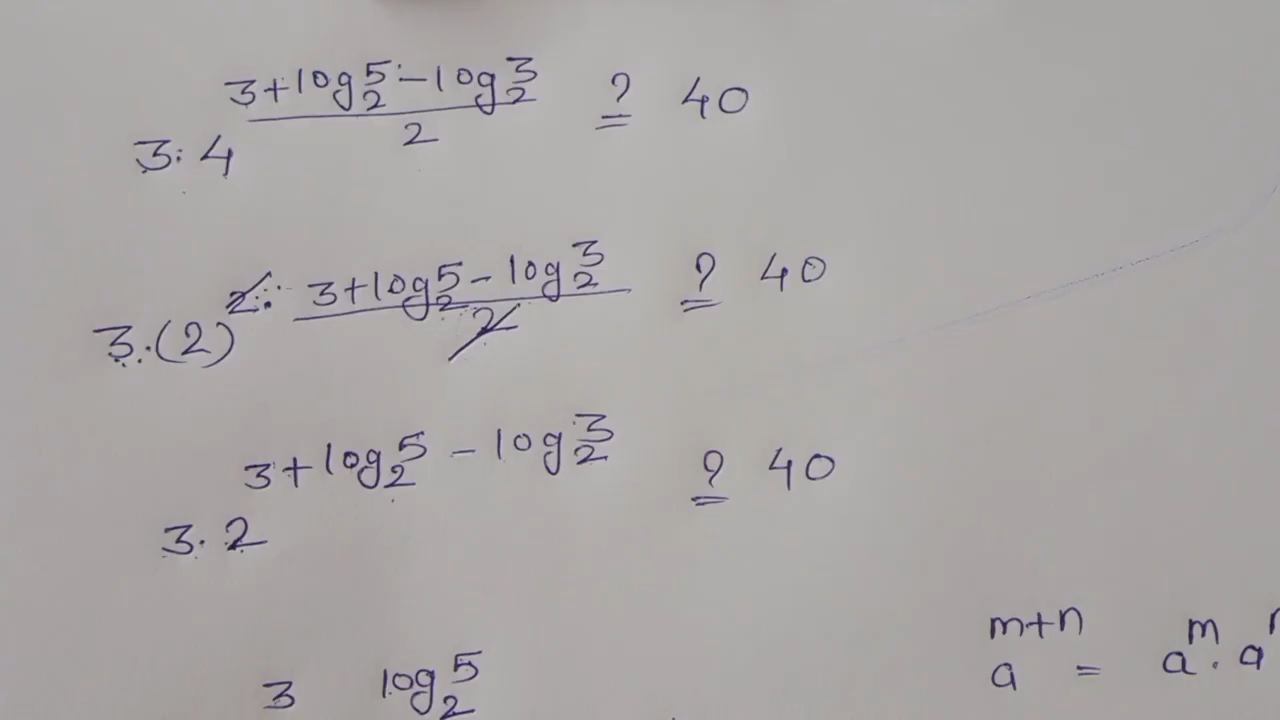 3+log₂5-log₂3
3.4 ? 40
2
2. 3+log₂5-log₂3 ? 40
3.(2) 2
3+log₂5-log₂3 ? 40
3.2
m+n m
a = a . a
3 log₂5